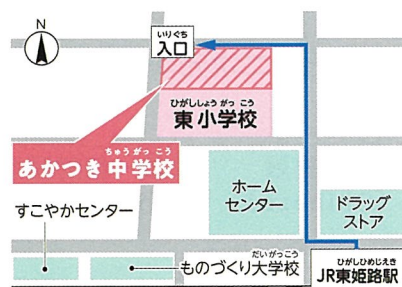 N
いりぐち
入口
ひがししょうがっこう
東小学校
ちゅうがっこう
あかつき中学校
ホーム
センター
ドラッグ
ストア
すこやかセンター
だいがっこう
ものづくり大学校
ひがしひめじえき
JR東姫路駅